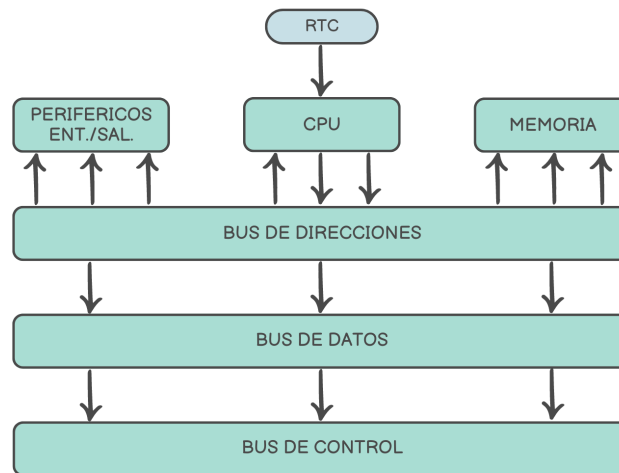 RTC
PERIFERICOS
ENT./SAL.
CPU
MEMORIA
BUS DE DIRECCIONES
BUS DE DATOS
BUS DE CONTROL